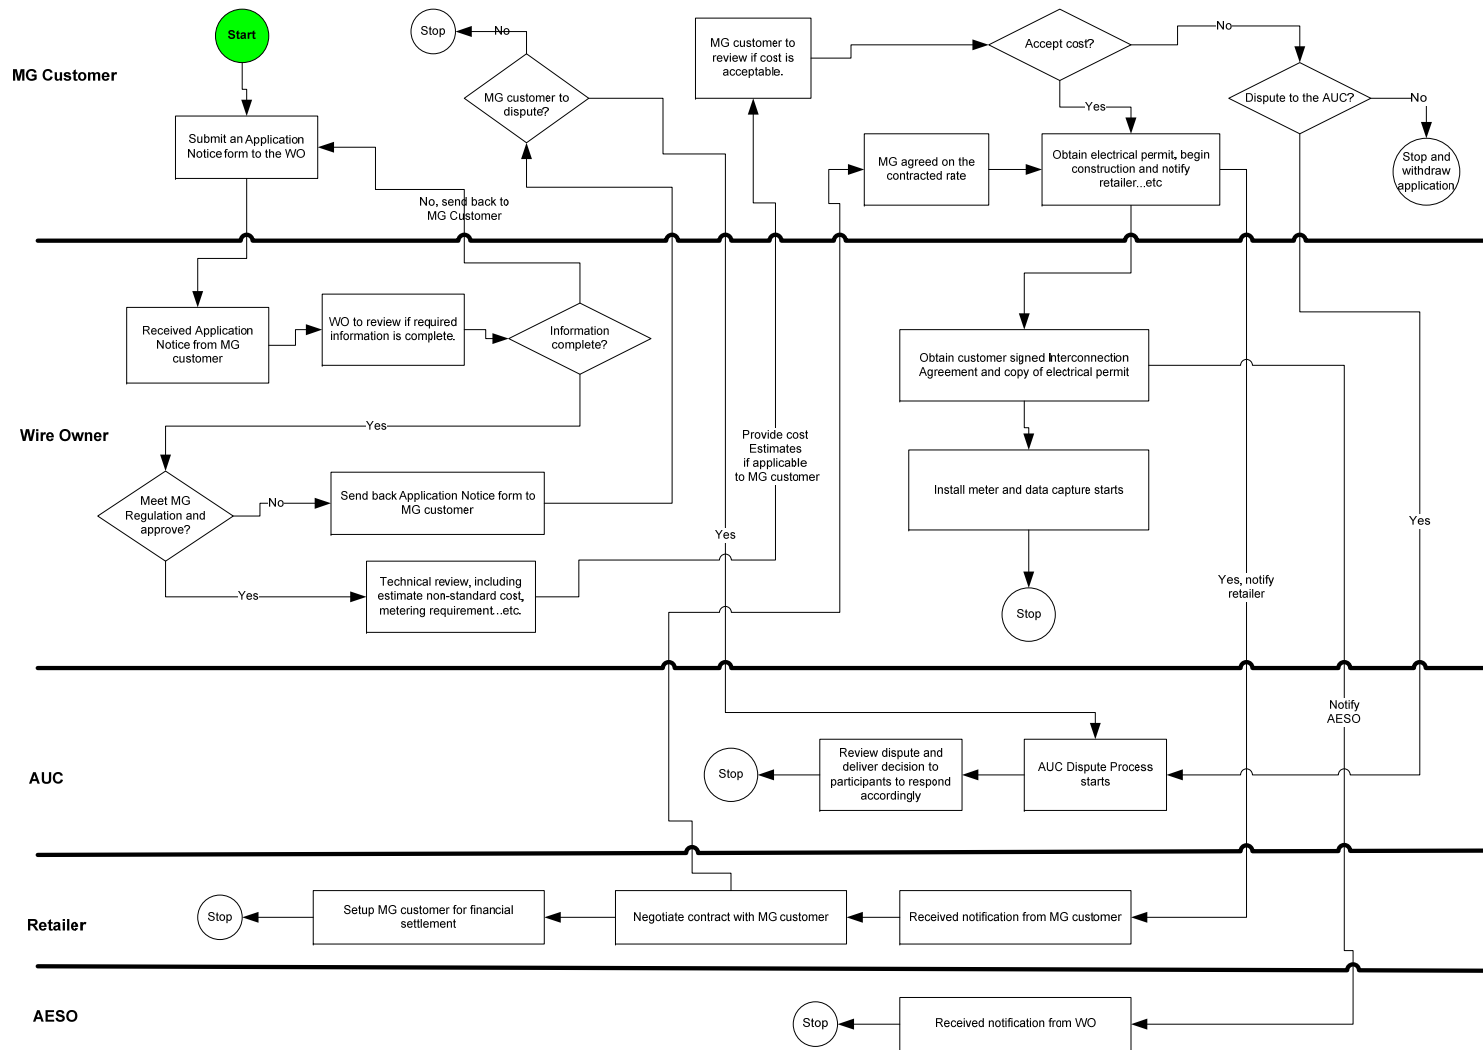 Start
Stop
No
MG Customer
MG customer to
dispute?
MG customer to
review if cost is
acceptable.
Accept cost?
No
Dispute to the AUC?
No
Yes
Submit an Application
Notice form to the WO
MG agreed on the
contracted rate
Obtain electrical permit, begin
construction and notify
retailer...etc
Stop and
withdraw
application
No, send back to
MG Customer
Received Application
Notice from MG
customer
WO to review if required
information is complete.
Information
complete?
Obtain customer signed Interconnection
Agreement and copy of electrical permit
Wire Owner
Yes
Provide cost
Estimates
if applicable
to MG customer
Meet MG
Regulation and
approve?
No
Send back Application Notice form to
MG customer
Install meter and data capture starts
Yes
Yes
Yes
Technical review, including
estimate non-standard cost,
metering requirement...etc.
Yes, notify
retailer
Stop
Notify
AESO
AUC
Stop
Review dispute and
deliver decision to
participants to respond
accordingly
AUC Dispute Process
starts
Retailer
Stop
Setup MG customer for financial
settlement
Negotiate contract with MG customer
Received notification from MG customer
AESO
Stop
Received notification from WO